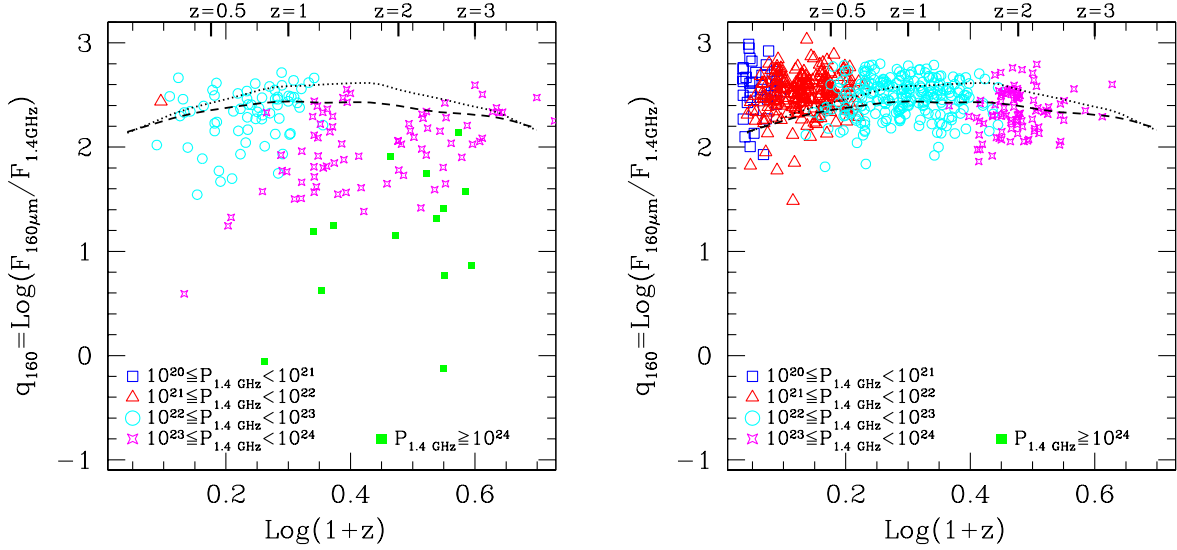 z=0.5 z=1 z=2 z=3
3
2
1
0
−1
q160=Log(F160μm/F1.4GHz)
10^20≦P1.4 GHz<10^21
10^21≦P1.4 GHz<10^22
10^22≦P1.4 GHz<10^23
10^23≦P1.4 GHz<10^24
P1.4 GHz≧10^24
0.2 0.4 0.6
Log(1+z)
z=0.5 z=1 z=2 z=3
3
2
1
0
−1
q160=Log(F160μm/F1.4GHz)
10^20≦P1.4 GHz<10^21
10^21≦P1.4 GHz<10^22
10^22≦P1.4 GHz<10^23
10^23≦P1.4 GHz<10^24
P1.4 GHz≧10^24
0.2 0.4 0.6
Log(1+z)